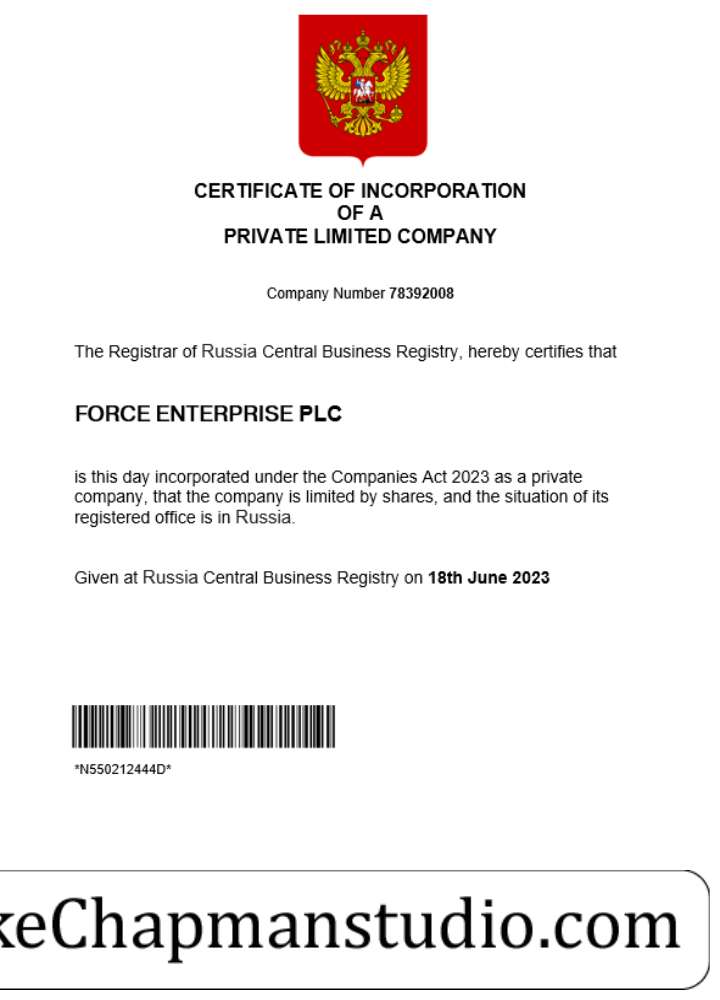 CERTIFICATE OF INCORPORATION
OF A
PRIVATE LIMITED COMPANY
Company Number 78392008
The Registrar of Russia Central Business Registry, hereby certifies that
FORCE ENTERPRISE PLC
is this day incorporated under the Companies Act 2023 as a private
company, that the company is limited by shares, and the situation of its
registered office is in Russia.
Given at Russia Central Business Registry on 18th June 2023
*N550212444D*
keChapmanstudio.com